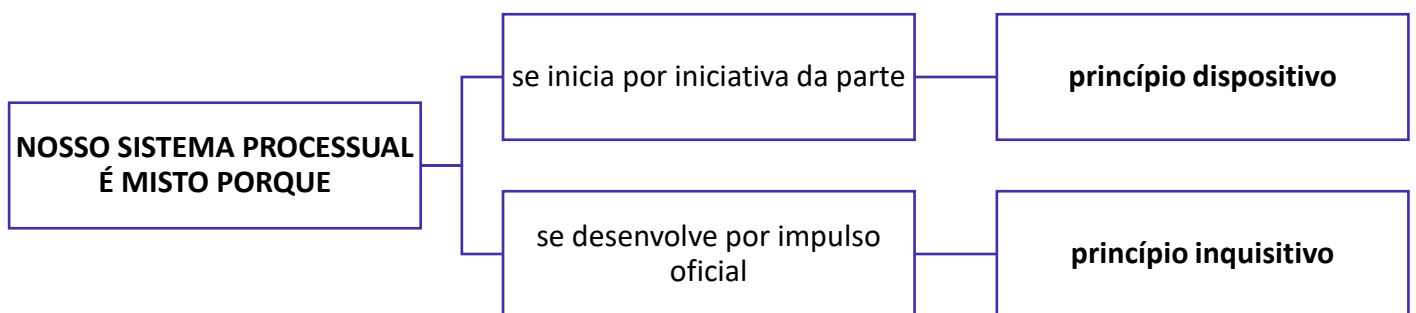 NOSSO SISTEMA PROCESSUAL
É MISTO PORQUE
se inicia por iniciativa da parte
princípio dispositivo
se desenvolve por impulso
oficial
princípio inquisitivo